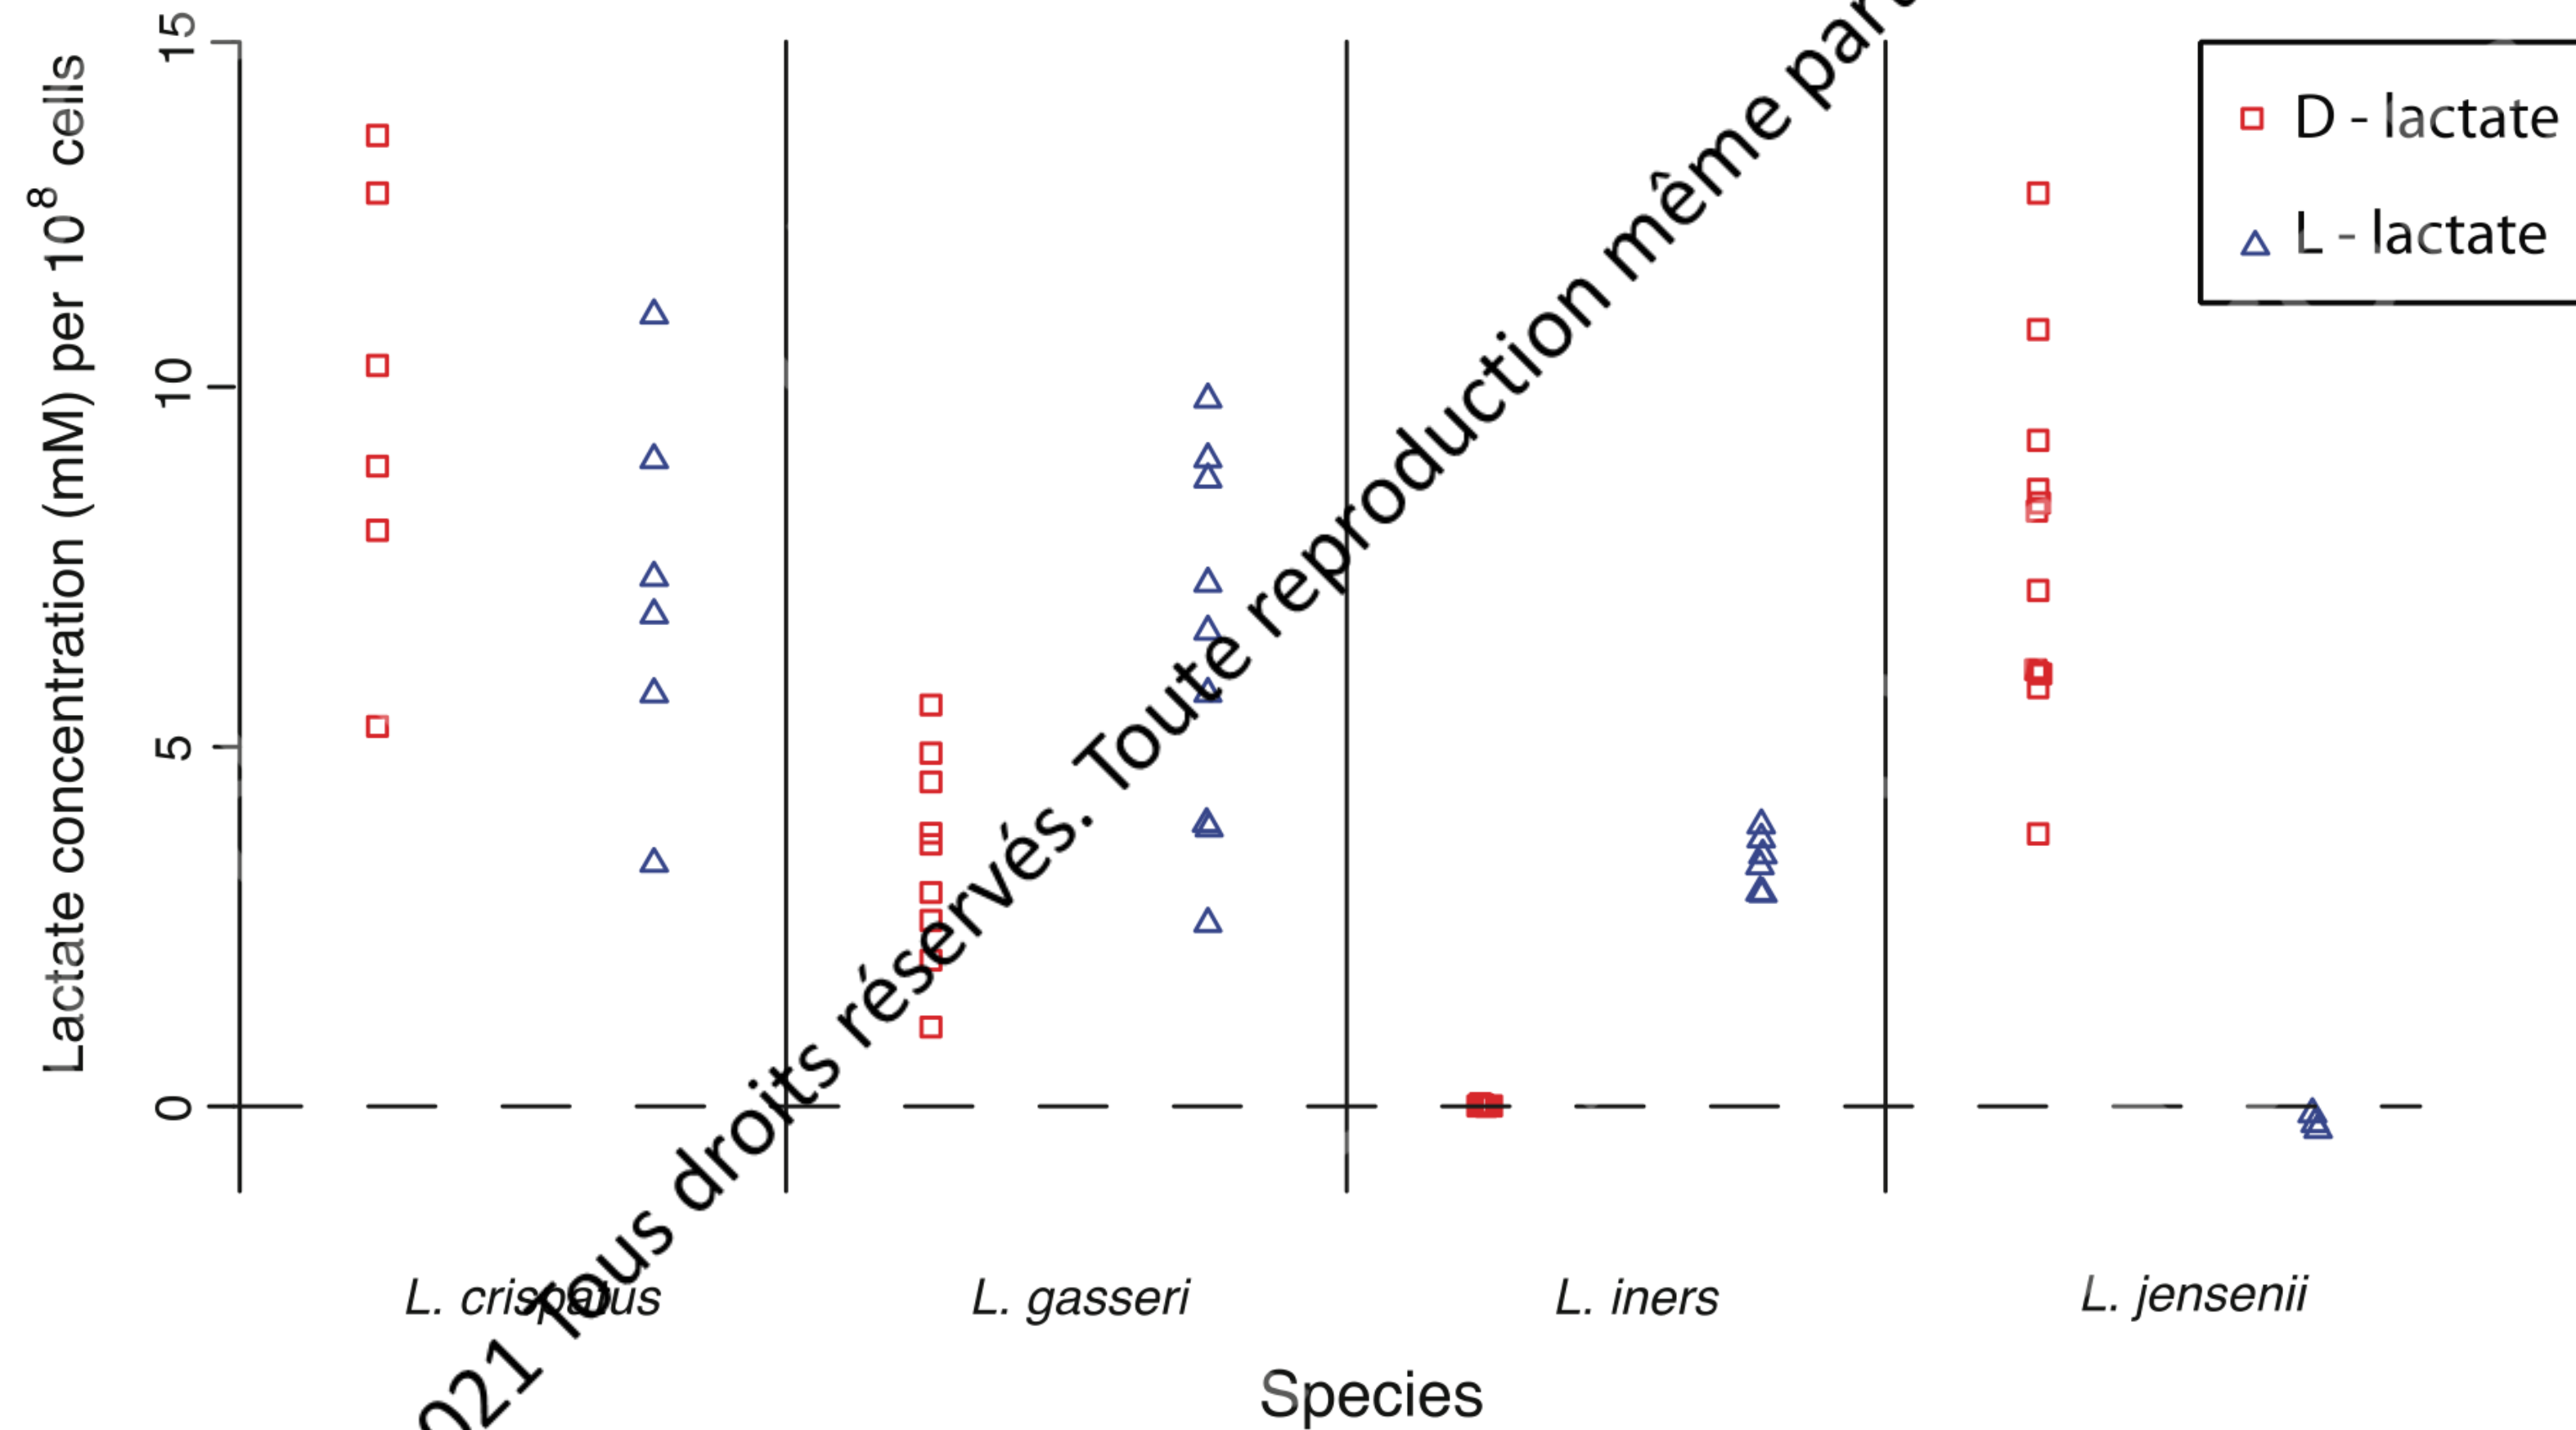 15
10
5
0
Lactate concentration (mM) per 10⁸ cells
D - lactate
L - lactate
021 Tous droits réservés. Toute reproduction même
L. crispatus
L. gasseri
L. iners
L. jensenii
Species